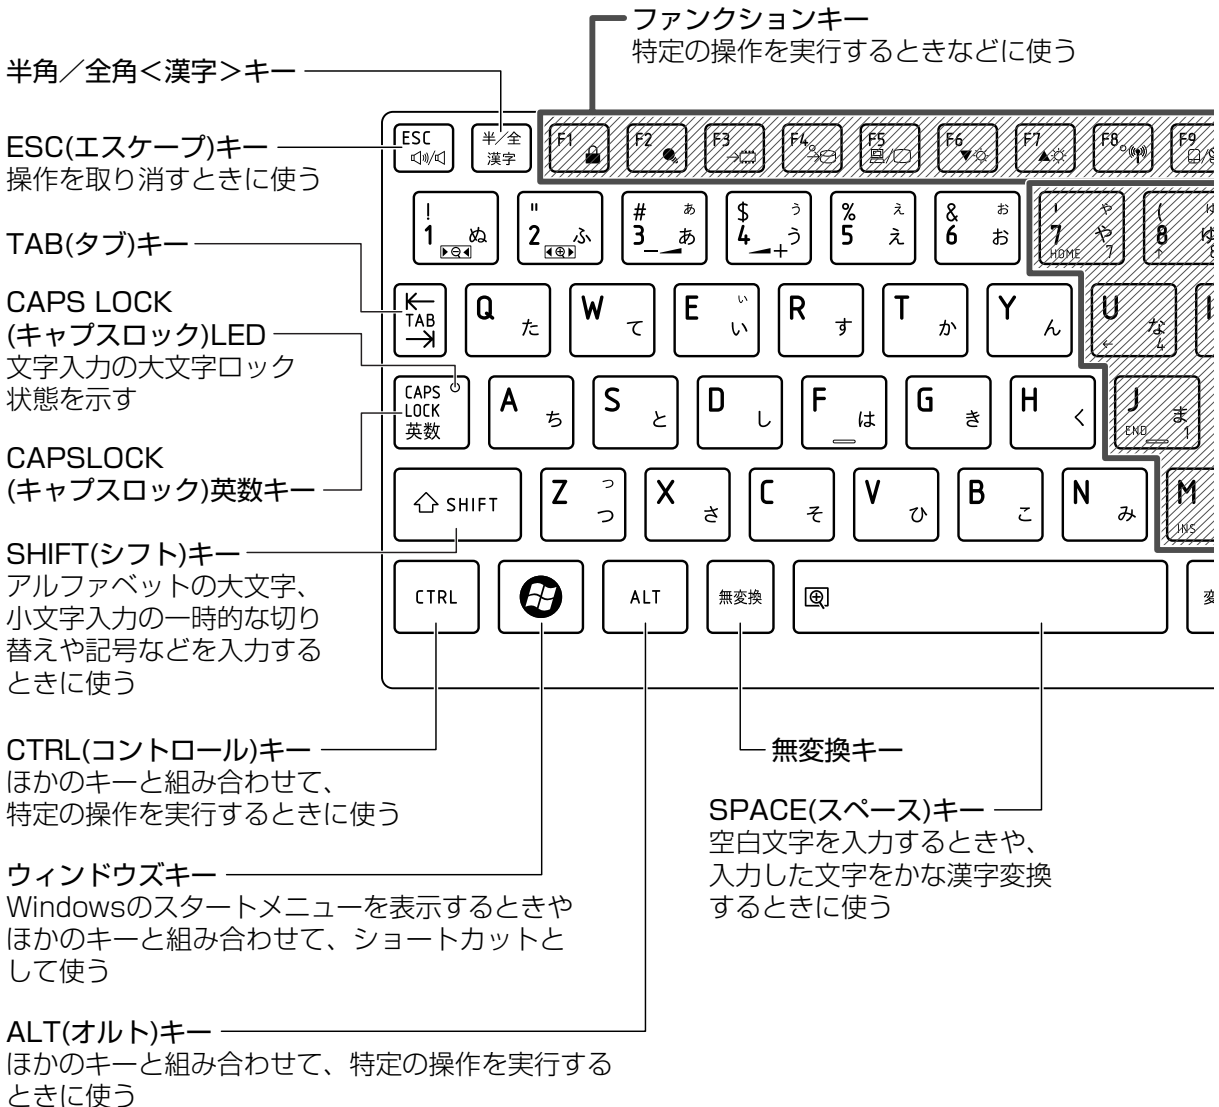 ファンクションキー
特定の操作を実行するときなどに使う
半角／全角＜漢字＞キー
ESC(エスケープ)キー
操作を取り消すときに使う
TAB(タブ)キー
CAPS LOCK
(キャプスロック)LED
文字入力の大文字ロック
状態を示す
CAPSLOCK
(キャプスロック)英数キー
SHIFT(シフト)キー
アルファベットの大文字、
小文字入力の一時的な切り
替えや記号などを入力する
ときに使う
CTRL(コントロール)キー
ほかのキーと組み合わせて、
特定の操作を実行するときに使う
ウィンドウズキー
Windowsのスタートメニューを表示するときや
ほかのキーと組み合わせて、ショートカットと
して使う
ALT(オルト)キー
ほかのキーと組み合わせて、特定の操作を実行する
ときに使う
無変換キー
SPACE(スペース)キー
空白文字を入力するときや、
入力した文字をかな漢字変換
するときに使う
ESC
半／全
漢字
F1
F2
F3
F4
F5
F6
F7
F8
F9
!
1 ぬ
"
2 ふ
# ぁ
3 あ
$ ぅ
4 う
% ぇ
5 え
& ぉ
6 お
' ゃ
7 や
HOME 7
( ゅ
8 ゆ
↑ 8
TAB
Q た
W て
E ぃ
い
R す
T か
Y ん
U な
← 4
I
CAPS
LOCK
英数
A ち
S と
D し
F は
G き
H く
J ま
END 1
SHIFT
Z っ
つ
X さ
C そ
V ひ
B こ
N み
M
INS
CTRL
ALT
無変換
変